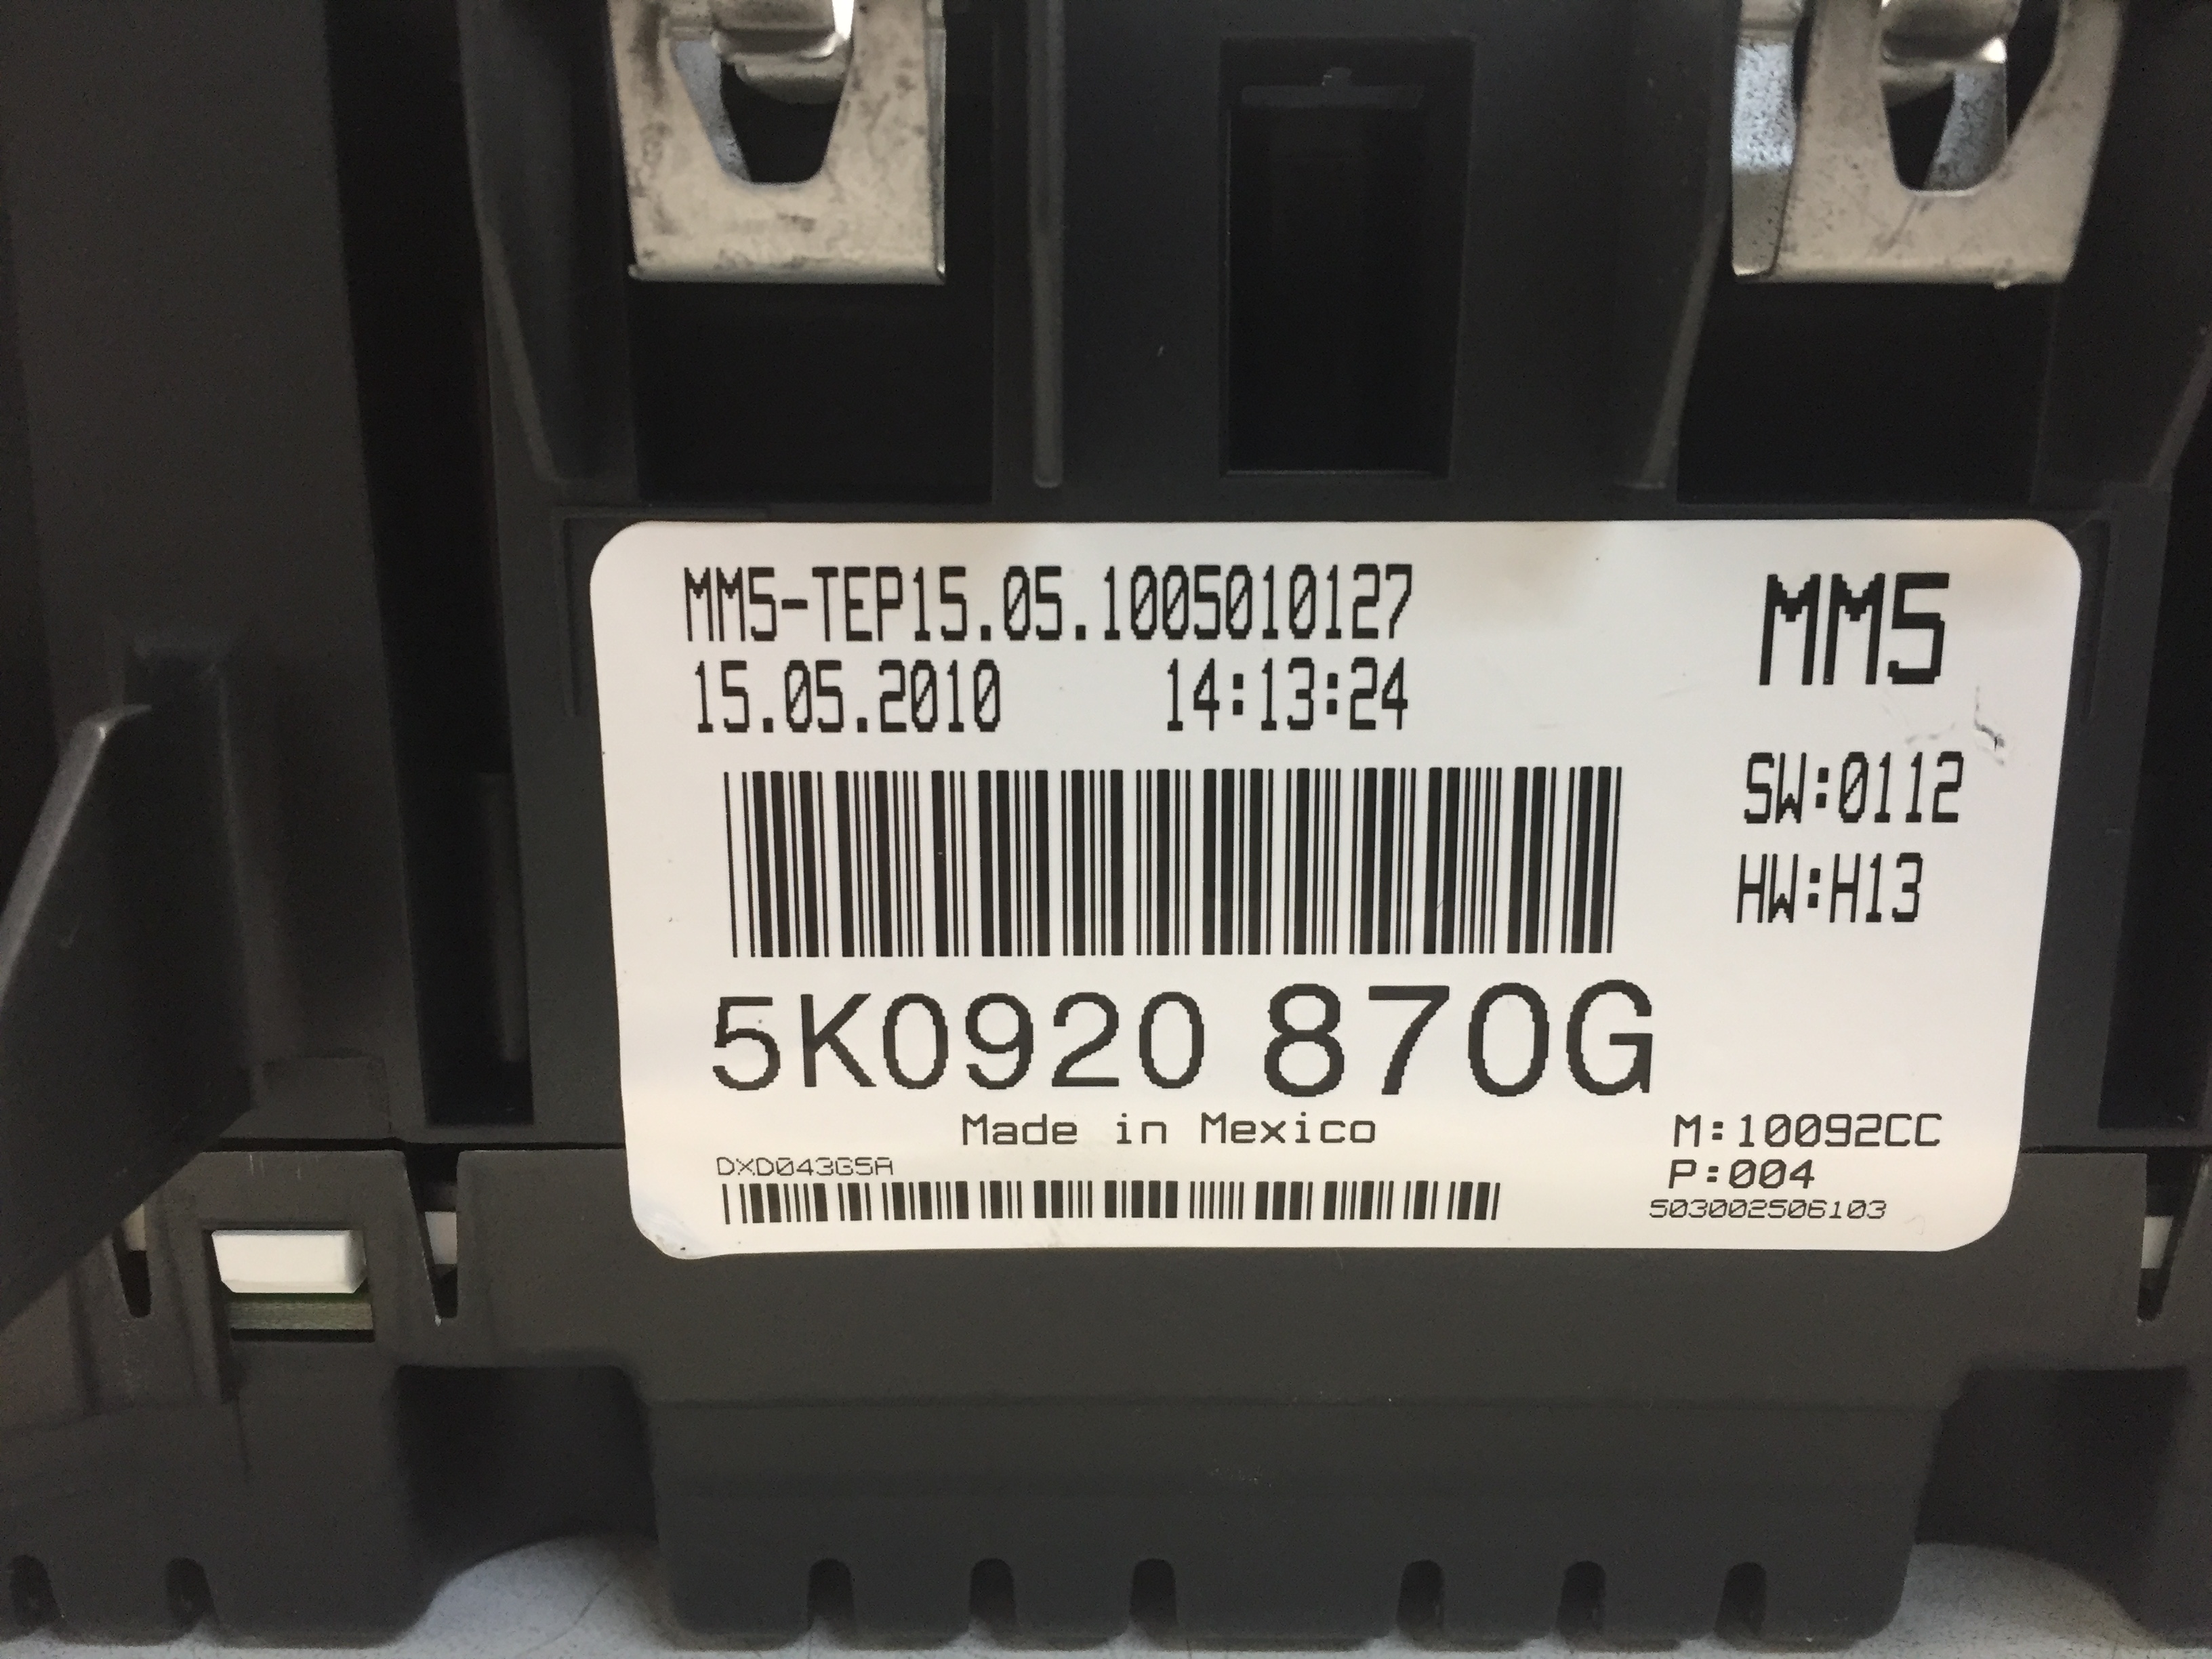 MM5-TEP15.05.1005010127
MM5
15.05.2010 14:13:24
SW:0112
HW:H13
5K0920 870G
Made in Mexico
M:10092CC
DXD043G5A
P:004
503002506103